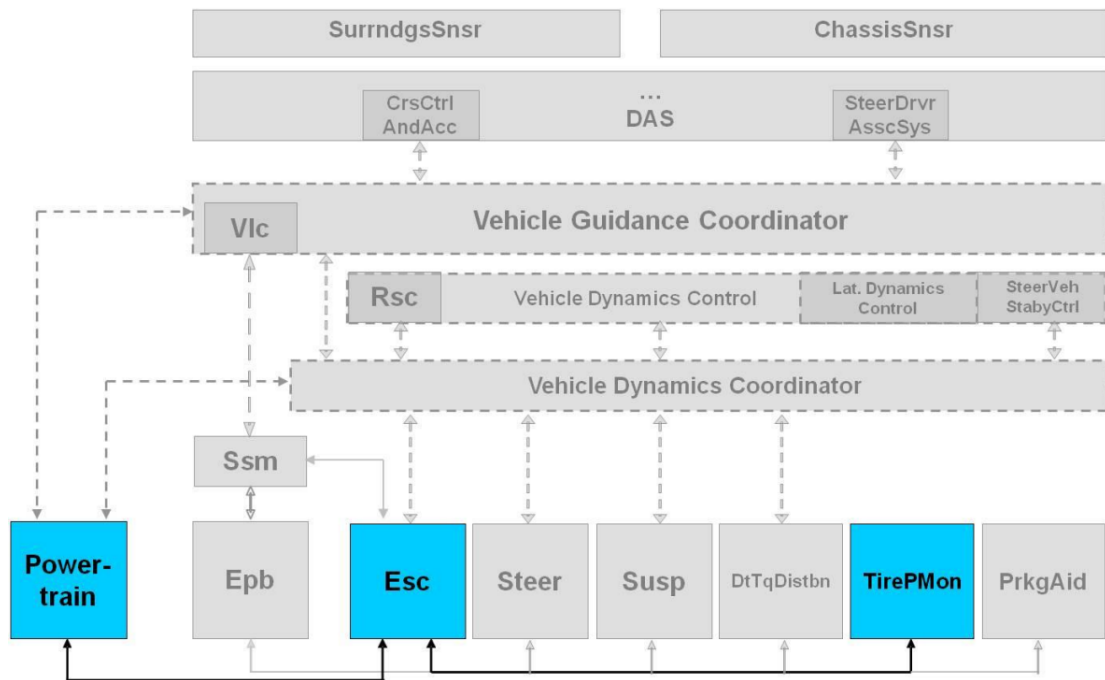 SurrndgsSnsr
ChassisSnsr
CrsCtrl
AndAcc
...
DAS
SteerDrvr
AsscSys
Vlc
Vehicle Guidance Coordinator
Rsc
Vehicle Dynamics Control
Lat. Dynamics
Control
SteerVeh
StabyCtrl
Vehicle Dynamics Coordinator
Ssm
Power-
train
Epb
Esc
Steer
Susp
DtTqDistbn
TirePMon
PrkgAid